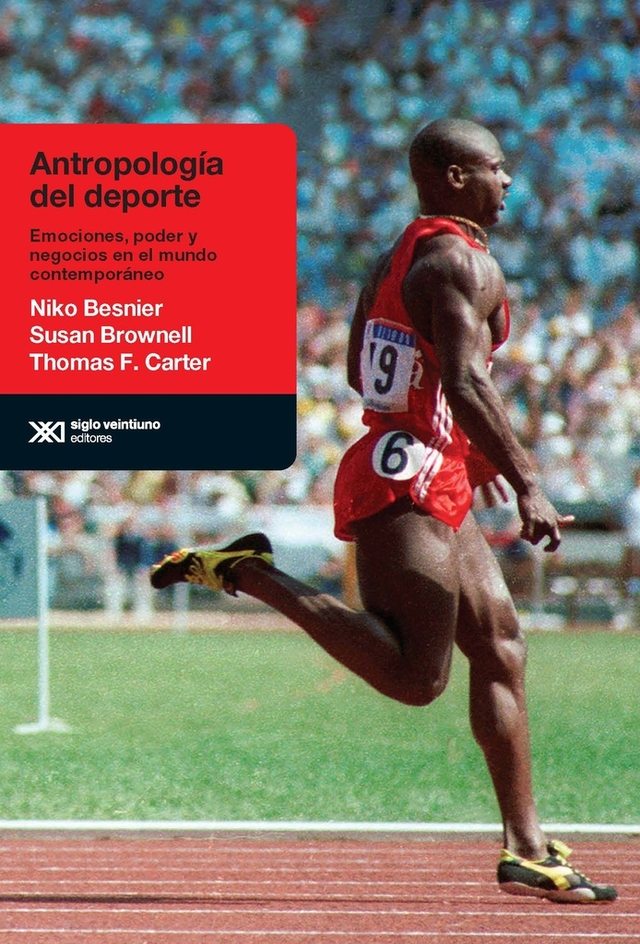 Antropología
del deporte
Emociones, poder y
negocios en el mundo
contemporáneo
Niko Besnier
Susan Brownell
Thomas F. Carter
siglo veintiuno
editores
9
6